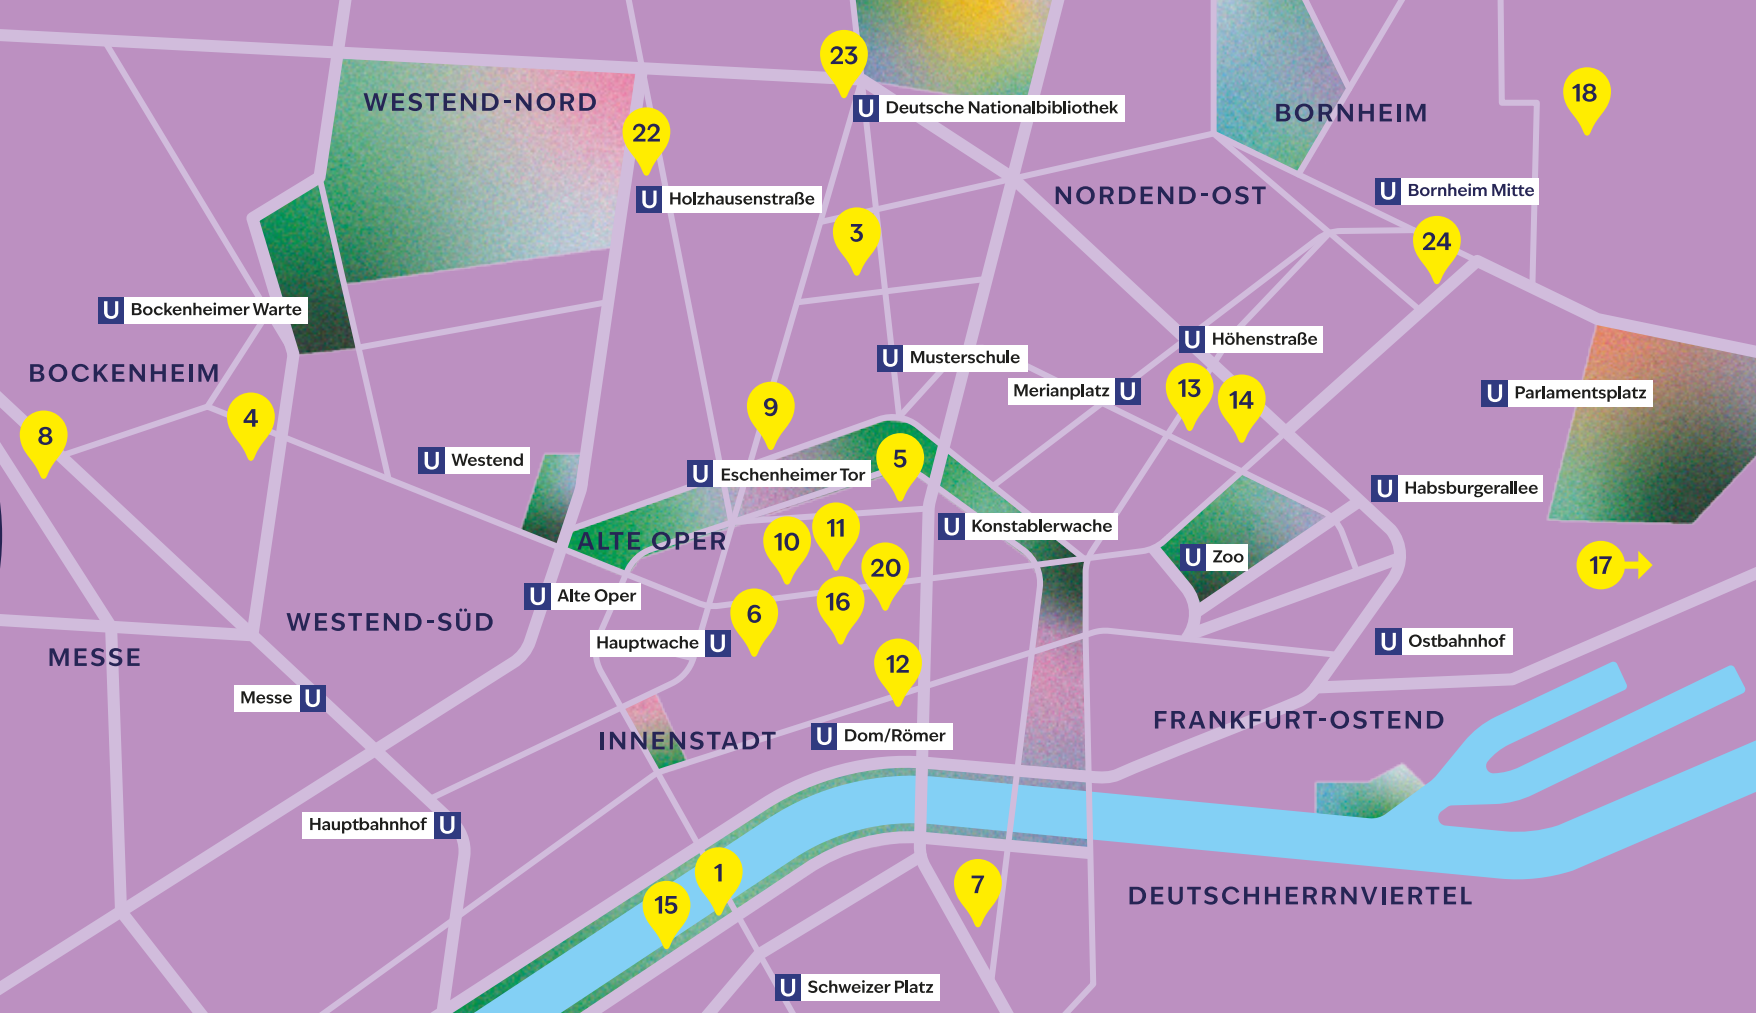 23
WESTEND-NORD
U Deutsche Nationalbibliothek
18
BORNHEIM
22
U Bornheim Mitte
U Holzhausenstraße
NORDEND-OST
3
24
U Bockenheimer Warte
U Höhenstraße
U Musterschule
BOCKENHEIM
Merianplatz U
13
14
U Parlamentsplatz
9
4
8
U Westend
5
U Eschenheimer Tor
U Habsburgerallee
11
U Konstablerwache
ALTE OPER
10
U Zoo
17
20
U Alte Oper
16
6
WESTEND-SÜD
Hauptwache U
U Ostbahnhof
MESSE
12
Messe U
FRANKFURT-OSTEND
INNENSTADT
U Dom/Römer
Hauptbahnhof U
1
7
DEUTSCHHERRNVIERTEL
15
U Schweizer Platz